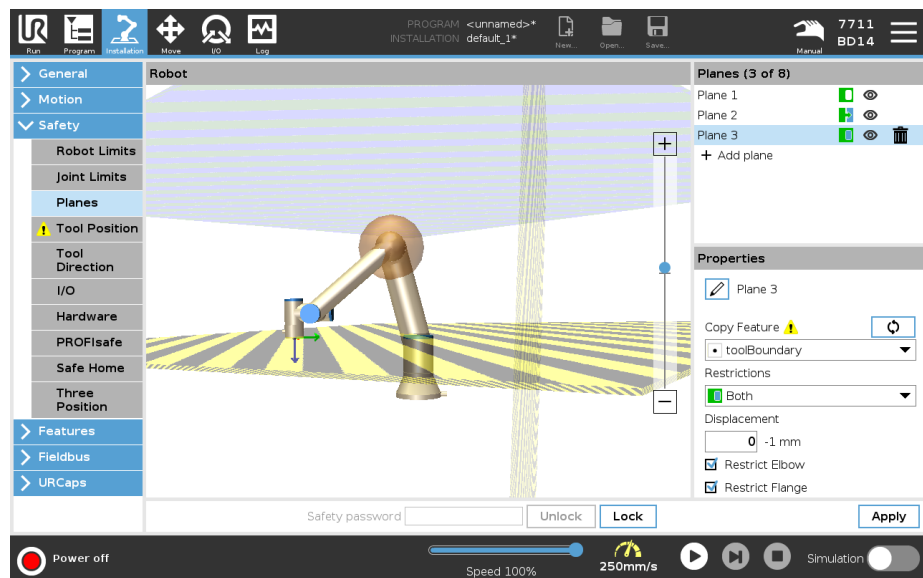 PROGRAM <unnamed>*
INSTALLATION default_1*
Run
Program
Installation
Move
I/O
Log
New...
Open...
Save...
Manual
7711
BD14
General
Motion
Safety
Robot Limits
Joint Limits
Planes
Tool Position
Tool
Direction
I/O
Hardware
PROFIsafe
Safe Home
Three
Position
Features
Fieldbus
URCaps
Robot
Planes (3 of 8)
Plane 1
Plane 2
Plane 3
+ Add plane
Properties
Plane 3
Copy Feature
toolBoundary
Restrictions
Both
Displacement
0 -1 mm
Restrict Elbow
Restrict Flange
Safety password
Unlock
Lock
Apply
Power off
Speed 100%
250mm/s
Simulation